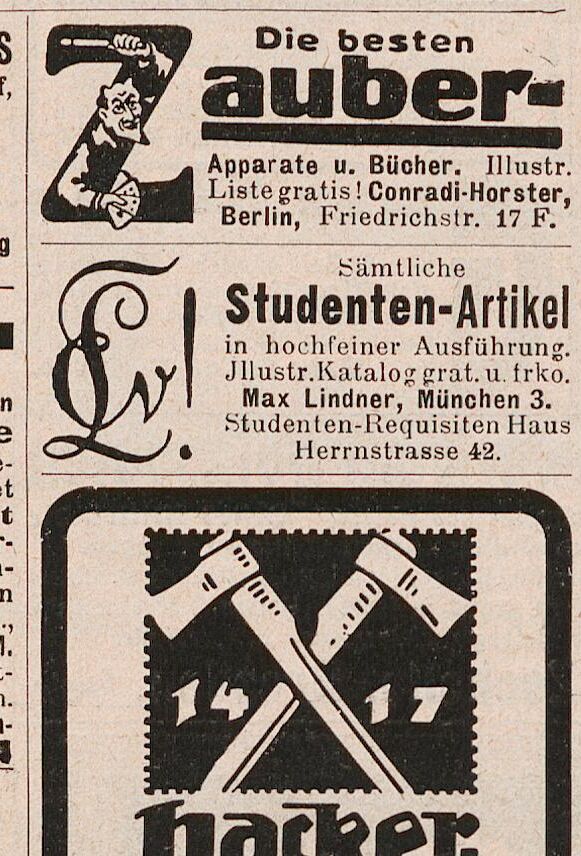 Die besten
Zauber-
Apparate u. Bücher. Illustr.
Liste gratis! Conradi-Horster,
Berlin, Friedrichstr. 17 F.
Sämtliche
Studenten-Artikel
in hochfeiner Ausführung.
Jllustr. Katalog grat. u. frko.
Max Lindner, München 3.
Studenten-Requisiten Haus
Herrnstrasse 42.
14 17
hacker